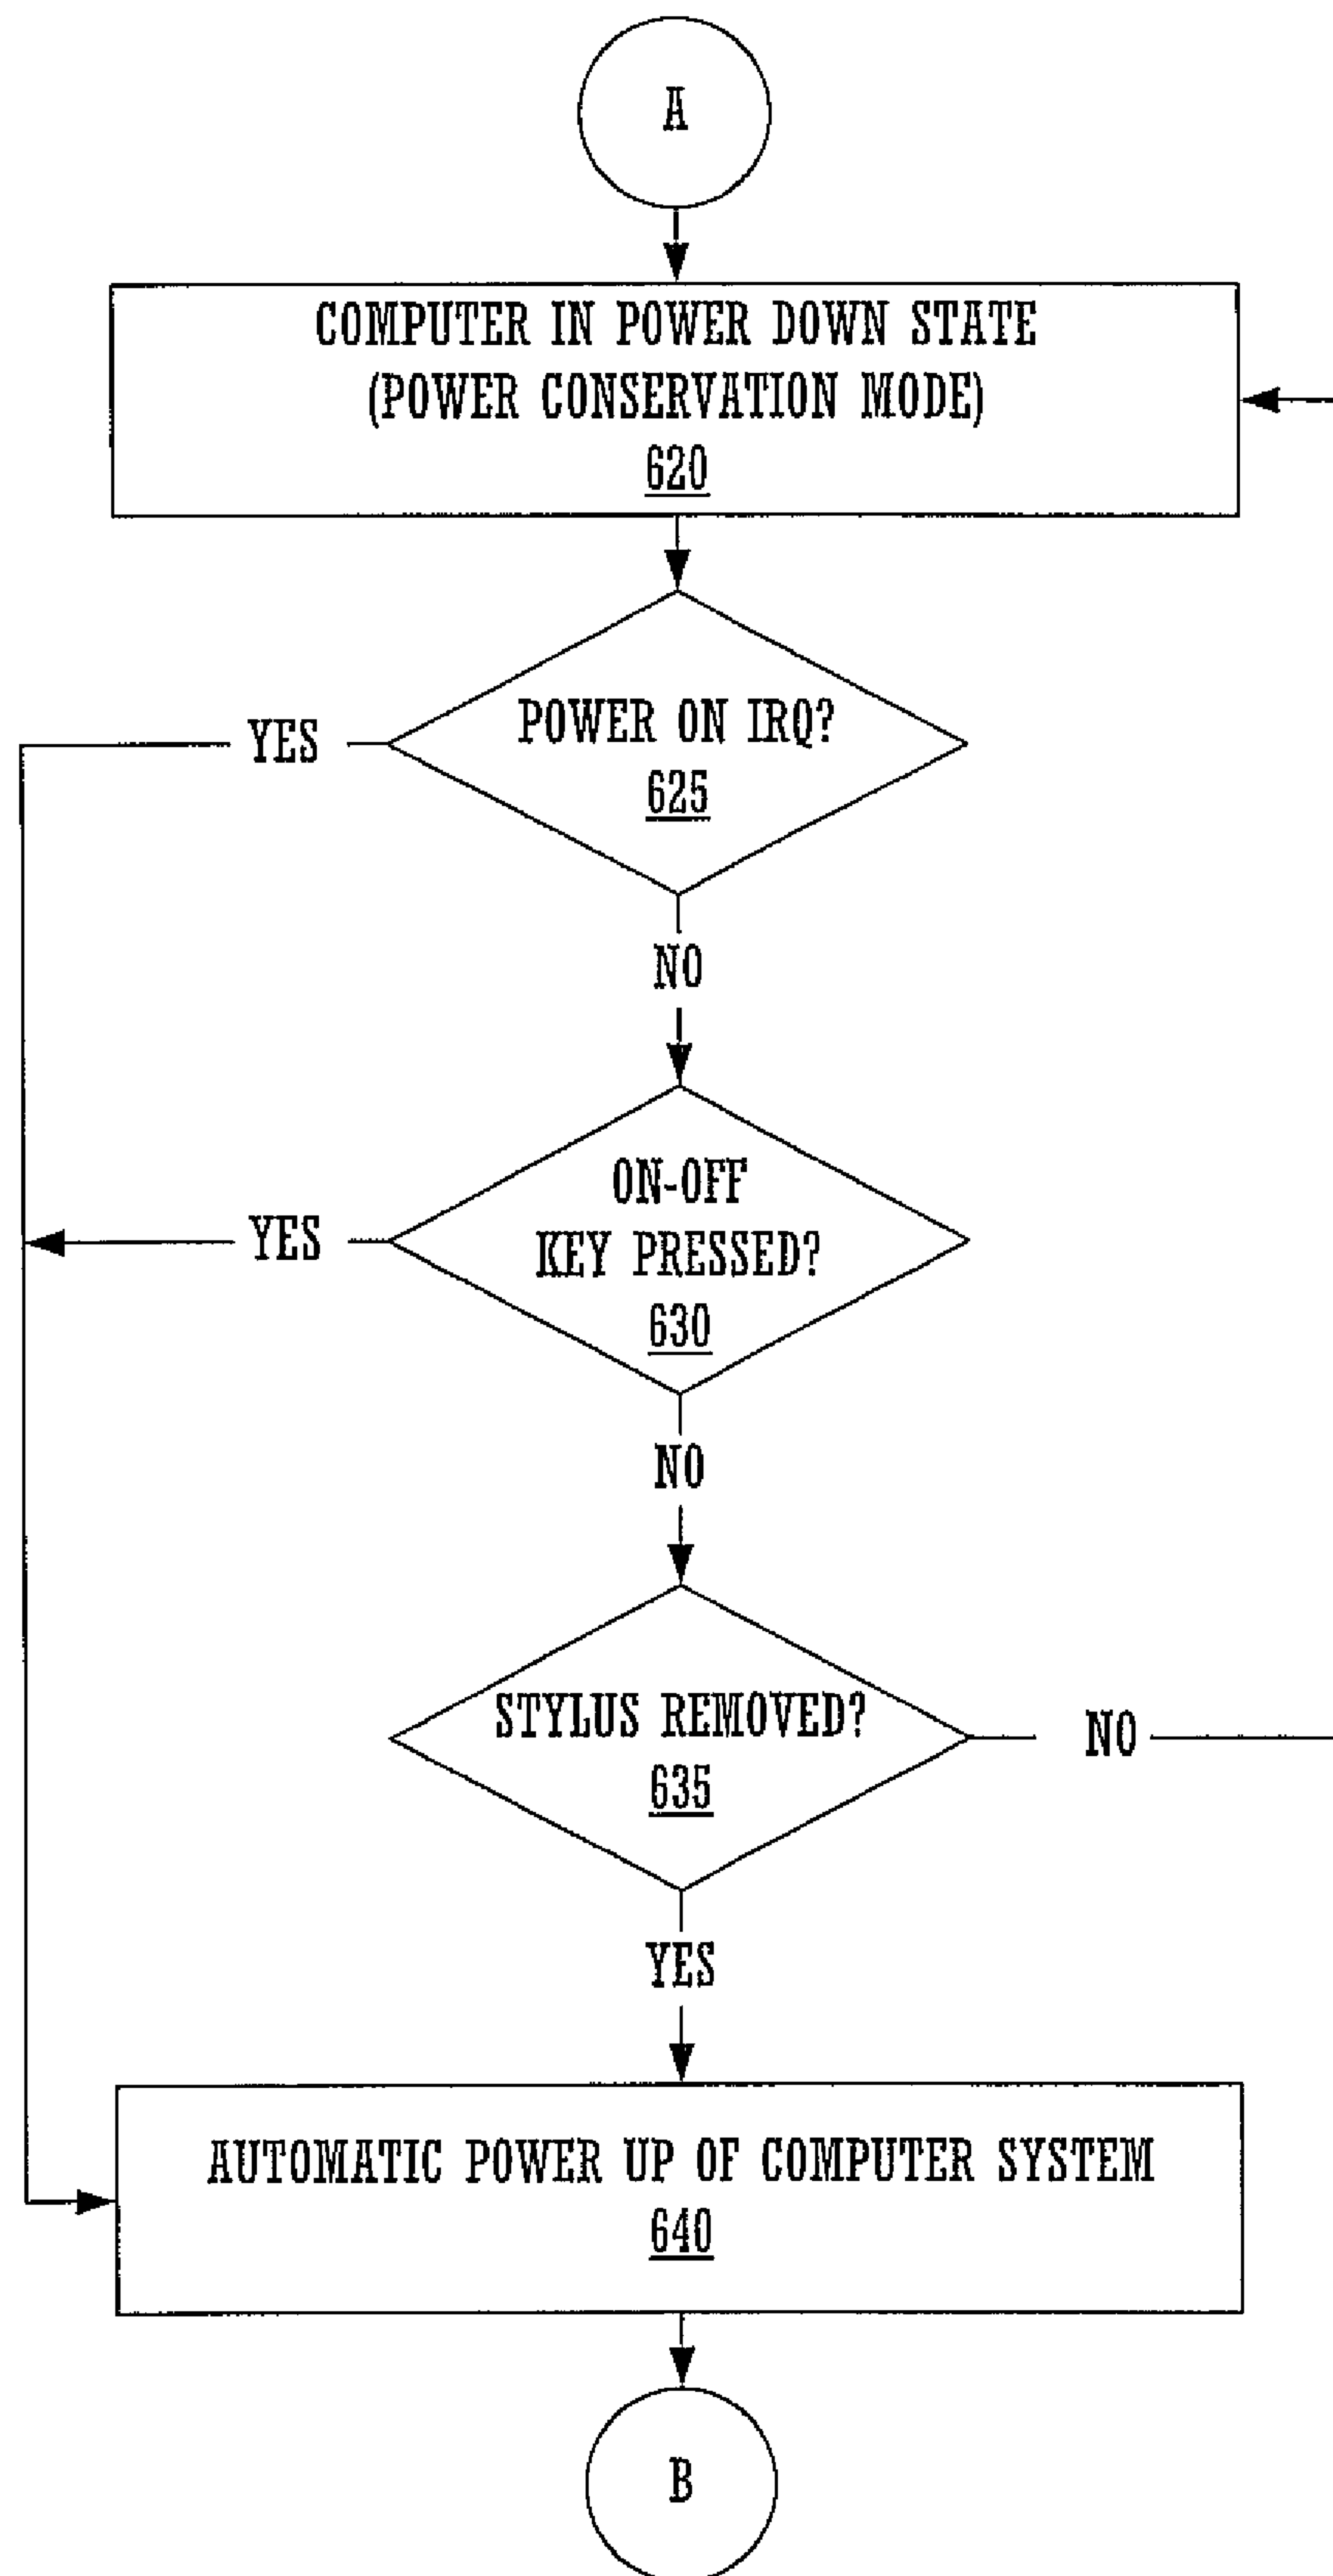 A
COMPUTER IN POWER DOWN STATE
(POWER CONSERVATION MODE)
620
POWER ON IRQ?
625
YES
NO
ON-OFF
KEY PRESSED?
630
YES
NO
STYLUS REMOVED?
635
NO
YES
AUTOMATIC POWER UP OF COMPUTER SYSTEM
640
B